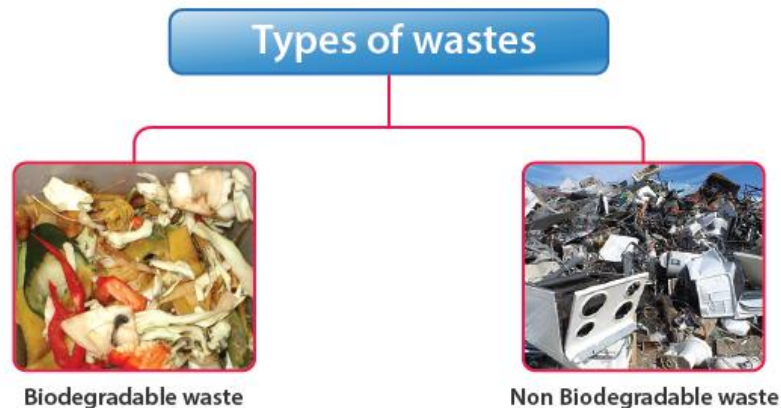 Types of wastes
Biodegradable waste
Non Biodegradable waste